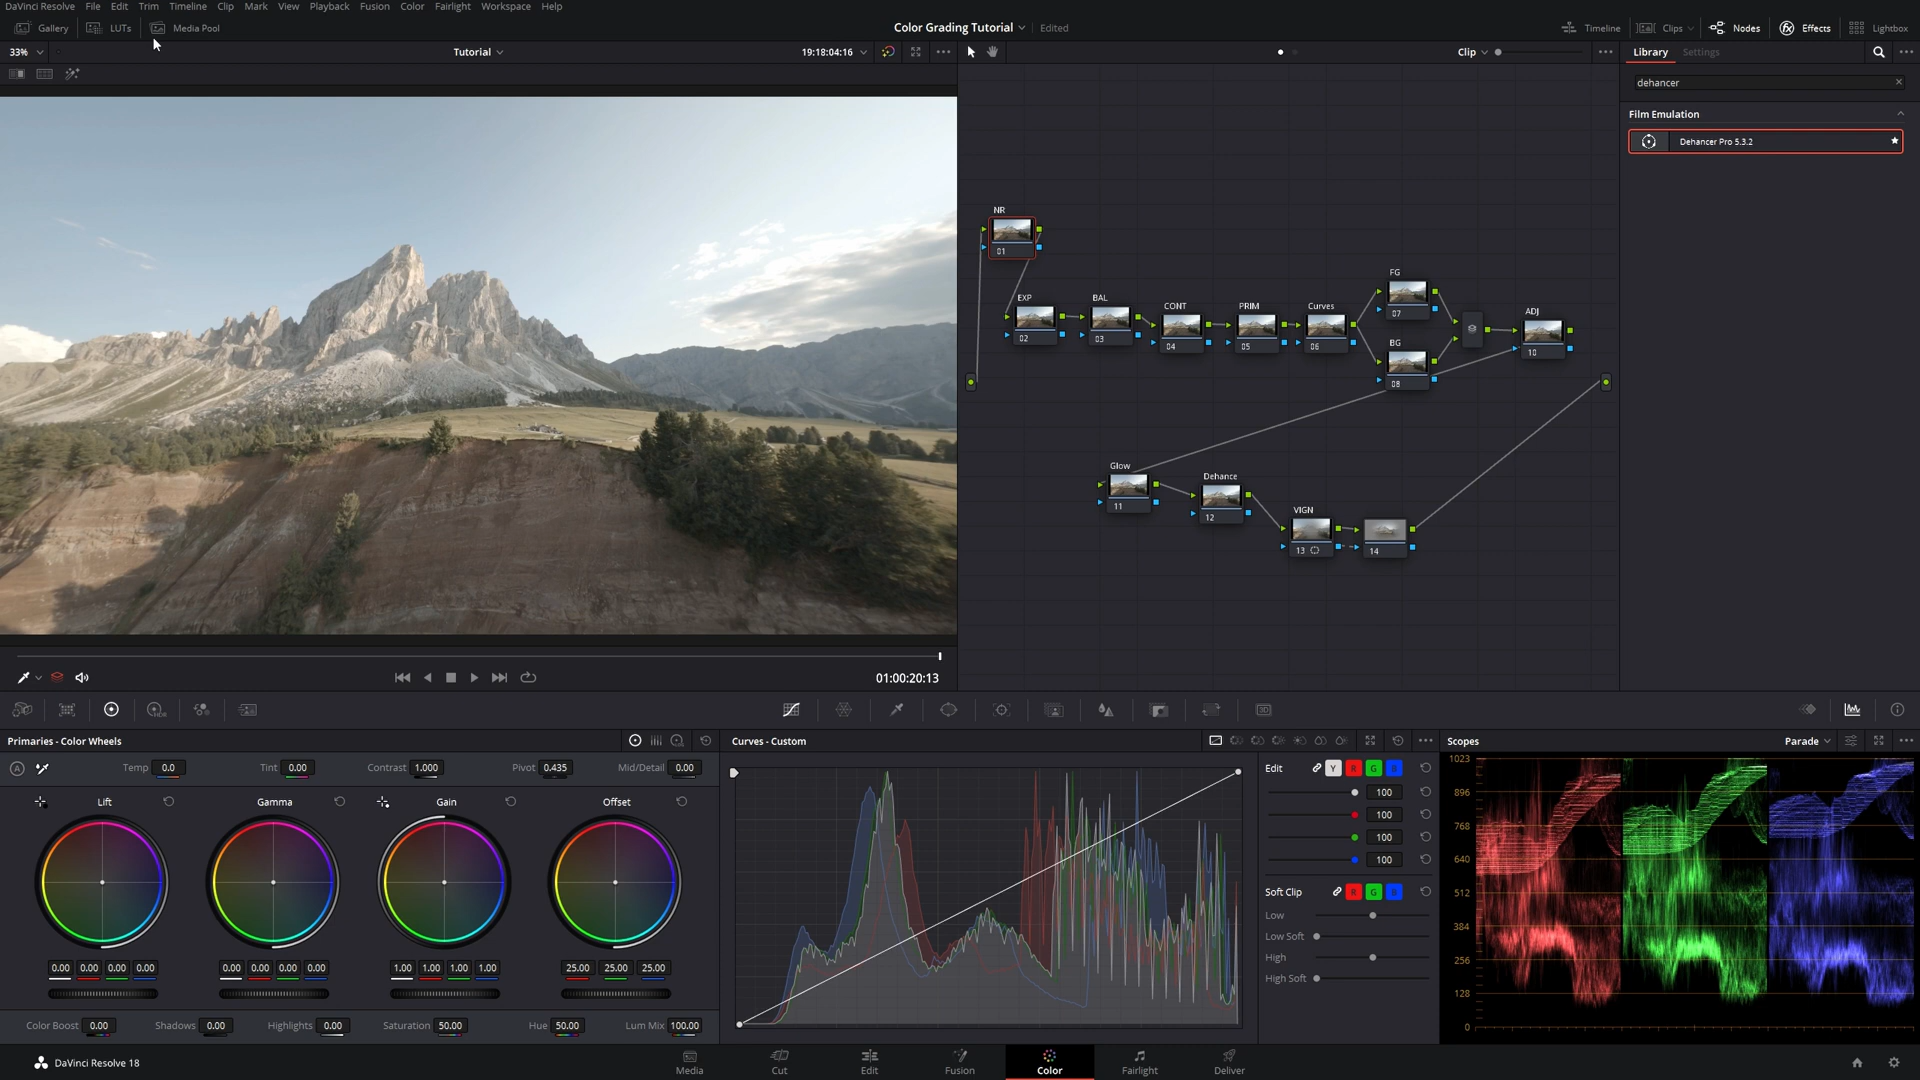 DaVinci Resolve File Edit Trim Timeline Clip Mark View Playback Fusion Color Fairlight Workspace Help
Gallery LUTs Media Pool Color Grading Tutorial Edited Timeline Clips Nodes Effects Lightbox
33% Tutorial 19:18:04:16 Clip Library Settings
dehancer
Film Emulation
Dehancer Pro 5.3.2
NR
01
FG
07
EXP
02
BAL
03
CONT
04
PRIM
05
Curves
06
BG
08
ADJ
10
Glow
11
Dehance
12
VIGN
13
14
01:00:20:13
HDR
3D
Primaries - Color Wheels
Temp 0.0 Tint 0.00 Contrast 1.000 Pivot 0.435 Mid/Detail 0.00
A
Lift Gamma Gain Offset
0.00 0.00 0.00 0.00 0.00 0.00 0.00 0.00 1.00 1.00 1.00 1.00 25.00 25.00 25.00
Color Boost 0.00 Shadows 0.00 Highlights 0.00 Saturation 50.00 Hue 50.00 Lum Mix 100.00
Curves - Custom
Edit Y R G B
100
100
100
100
Soft Clip R G B
Low
Low Soft
High
High Soft
Scopes Parade
1023
896
768
640
512
384
256
128
0
DaVinci Resolve 18
Media Cut Edit Fusion Color Fairlight Deliver